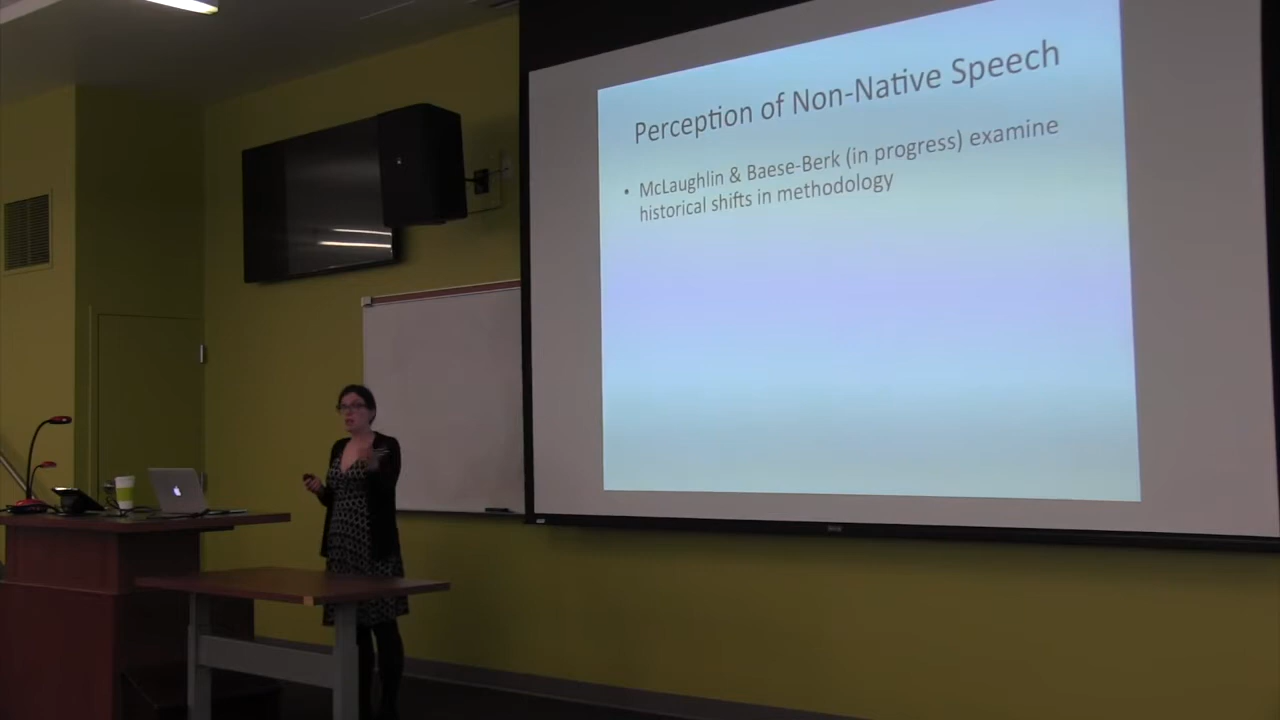 Perception of Non-Native Speech
• McLaughlin & Baese-Berk (in progress) examine
historical shifts in methodology